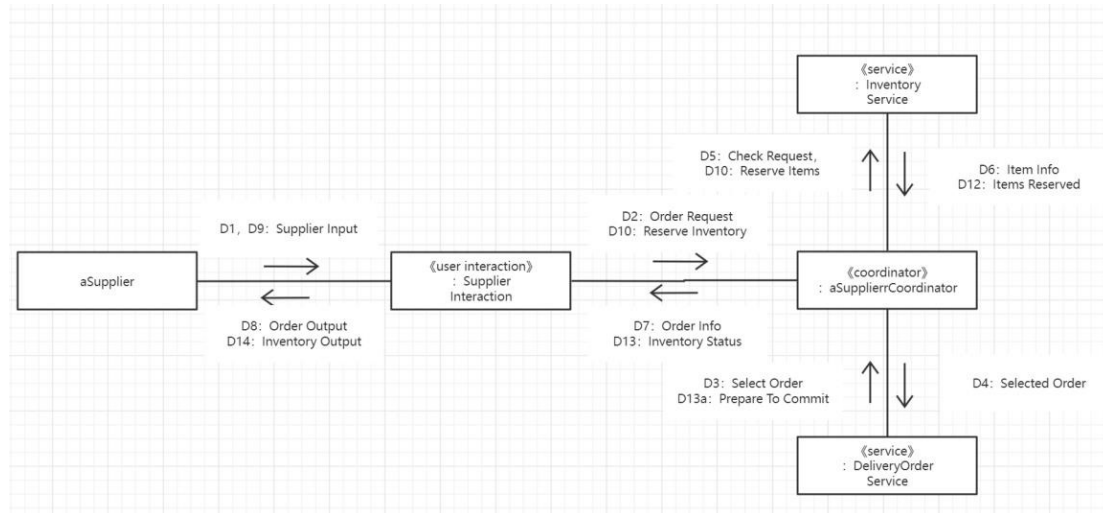 《service》
: Inventory
Service
D5: Check Request,
D10: Reserve Items
D6: Item Info
D12: Items Reserved
D1, D9: Supplier Input
D2: Order Request
D10: Reserve Inventory
aSupplier
《user interaction》
: Supplier
Interaction
《coordinator》
: aSupplierrCoordinator
D8: Order Output
D14: Inventory Output
D7: Order Info
D13: Inventory Status
D3: Select Order
D13a: Prepare To Commit
D4: Selected Order
《service》
: DeliveryOrder
Service